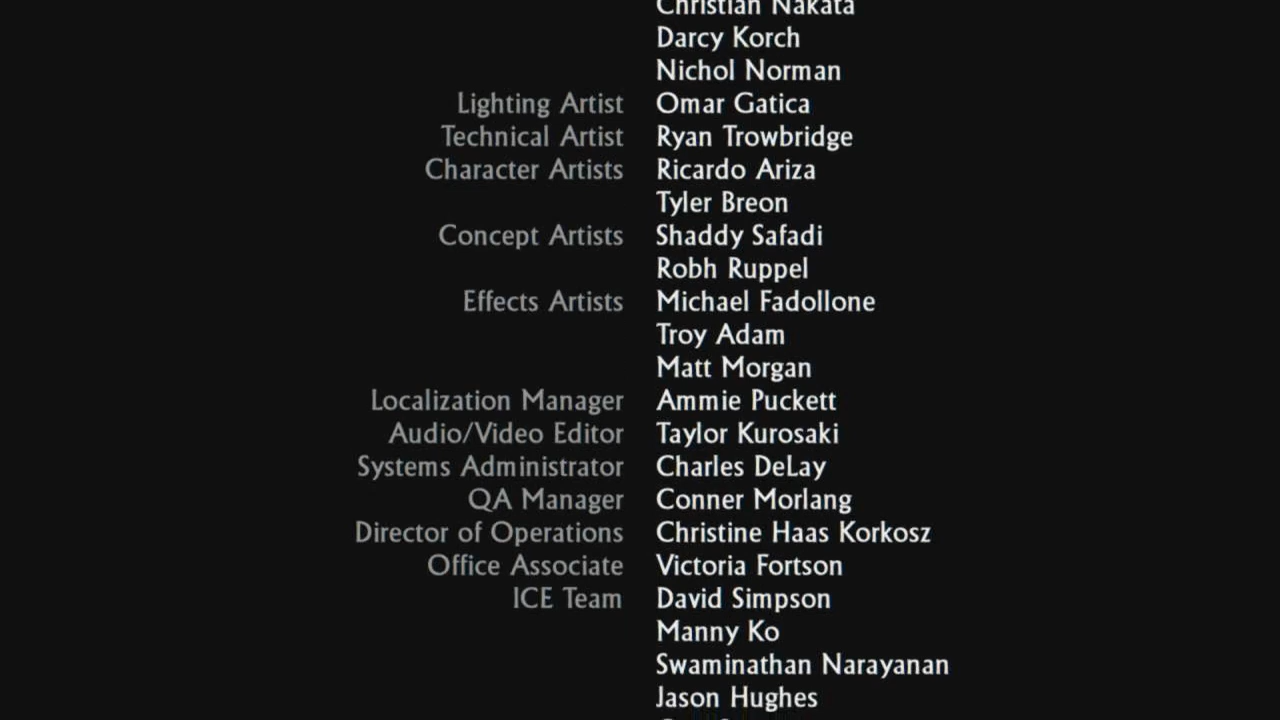 Christian Nakata
Darcy Korch
Nichol Norman
Lighting Artist Omar Gatica
Technical Artist Ryan Trowbridge
Character Artists Ricardo Ariza
Tyler Breon
Concept Artists Shaddy Safadi
Robh Ruppel
Effects Artists Michael Fadollone
Troy Adam
Matt Morgan
Localization Manager Ammie Puckett
Audio/Video Editor Taylor Kurosaki
Systems Administrator Charles DeLay
QA Manager Conner Morlang
Director of Operations Christine Haas Korkosz
Office Associate Victoria Fortson
ICE Team David Simpson
Manny Ko
Swaminathan Narayanan
Jason Hughes